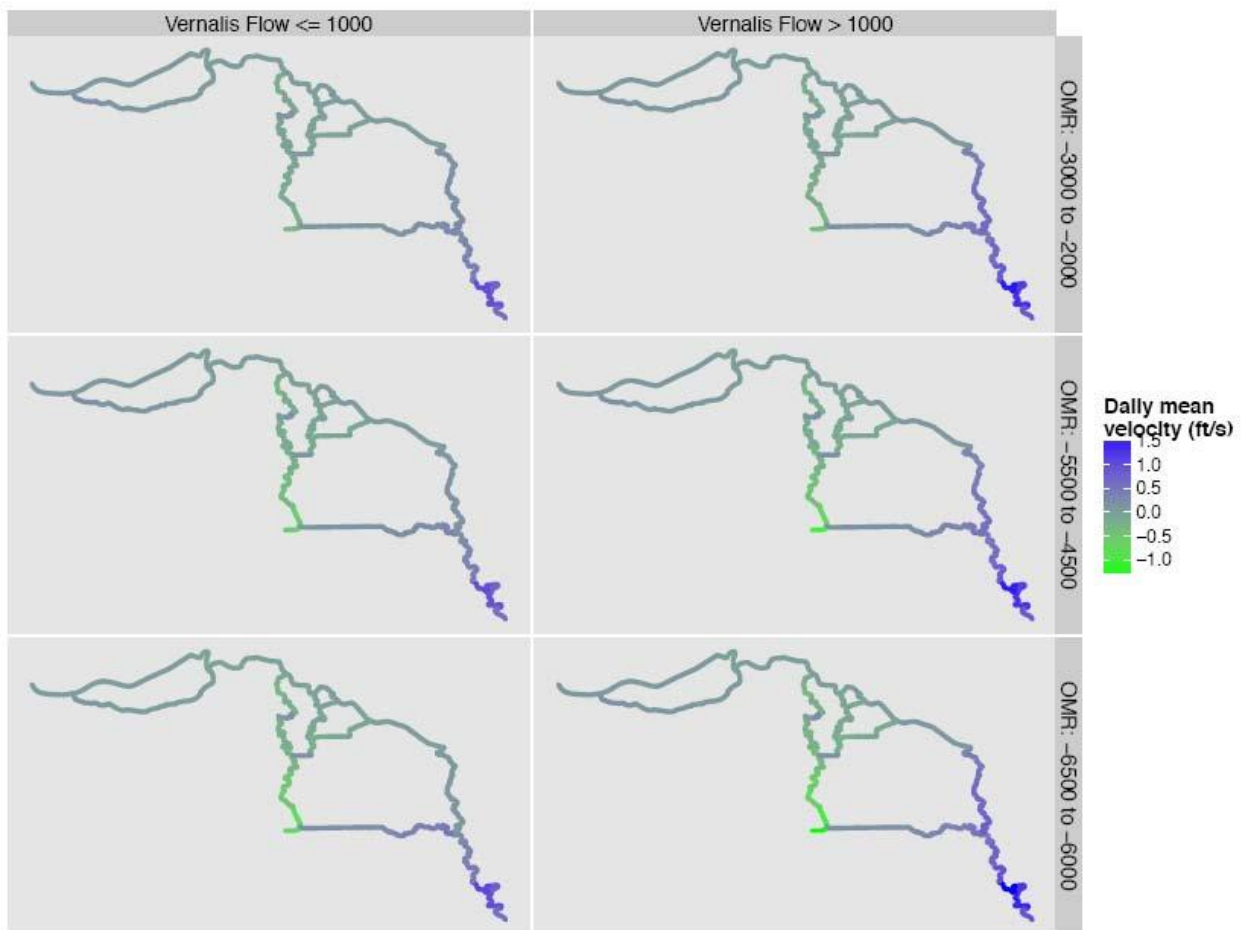 Vernalis Flow <= 1000
Vernalis Flow > 1000
OMR: −3000 to −2000
OMR: −5500 to −4500
OMR: −6500 to −6000
Daily mean
velocity (ft/s)
1.5
1.0
0.5
0.0
−0.5
−1.0